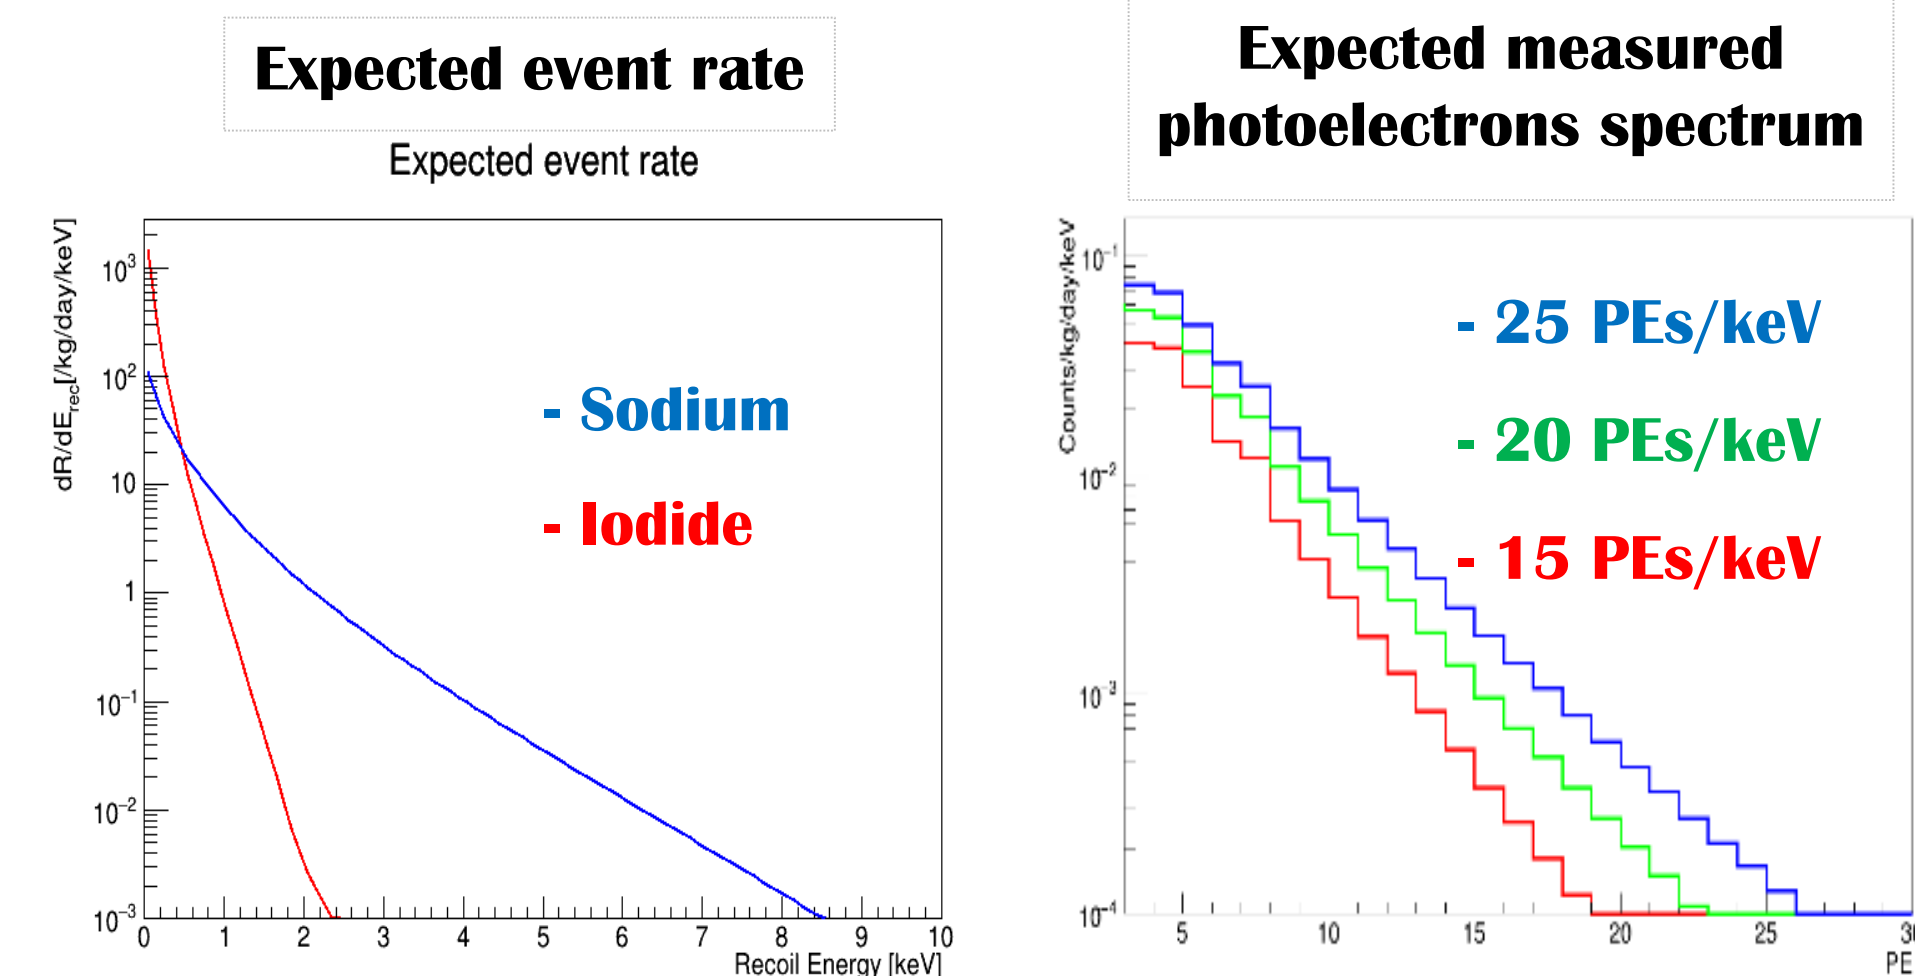 Expected event rate
Expected event rate
dR/dE_rec[/kg/day/keV]
10³
10²
10
1
10⁻¹
10⁻²
10⁻³
- Sodium
- Iodide
0 1 2 3 4 5 6 7 8 9 10
Recoil Energy [keV]
Expected measured
photoelectrons spectrum
Counts/kg/day/keV
10⁻¹
10⁻²
10⁻³
10⁻⁴
- 25 PEs/keV
- 20 PEs/keV
- 15 PEs/keV
5 10 15 20 25
PE